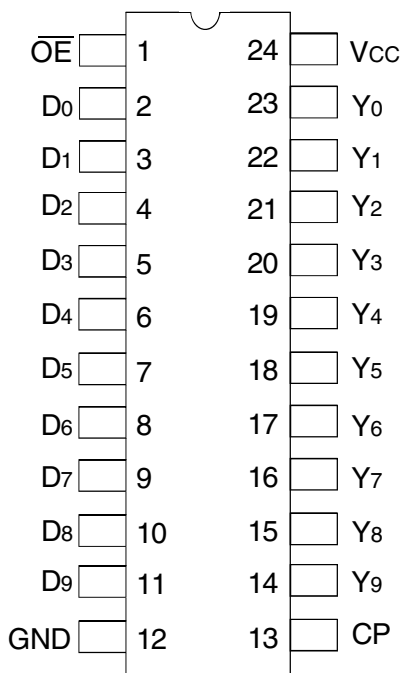 O̅E̅ 1 24 VCC
D0 2 23 Y0
D1 3 22 Y1
D2 4 21 Y2
D3 5 20 Y3
D4 6 19 Y4
D5 7 18 Y5
D6 8 17 Y6
D7 9 16 Y7
D8 10 15 Y8
D9 11 14 Y9
GND 12 13 CP